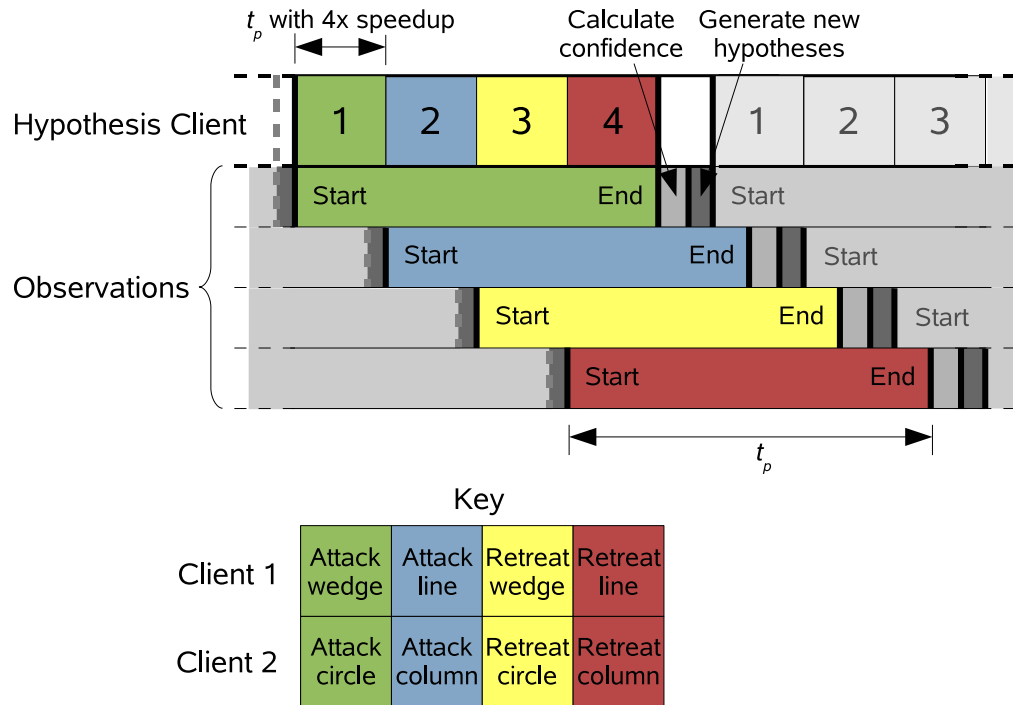 tp with 4x speedup
Calculate confidence
Generate new hypotheses
Hypothesis Client
1 2 3 4 1 2 3
Start End Start
Observations
Start End Start
Start End Start
Start End
tp
Key
Client 1
Attack wedge
Attack line
Retreat wedge
Retreat line
Client 2
Attack circle
Attack column
Retreat circle
Retreat column